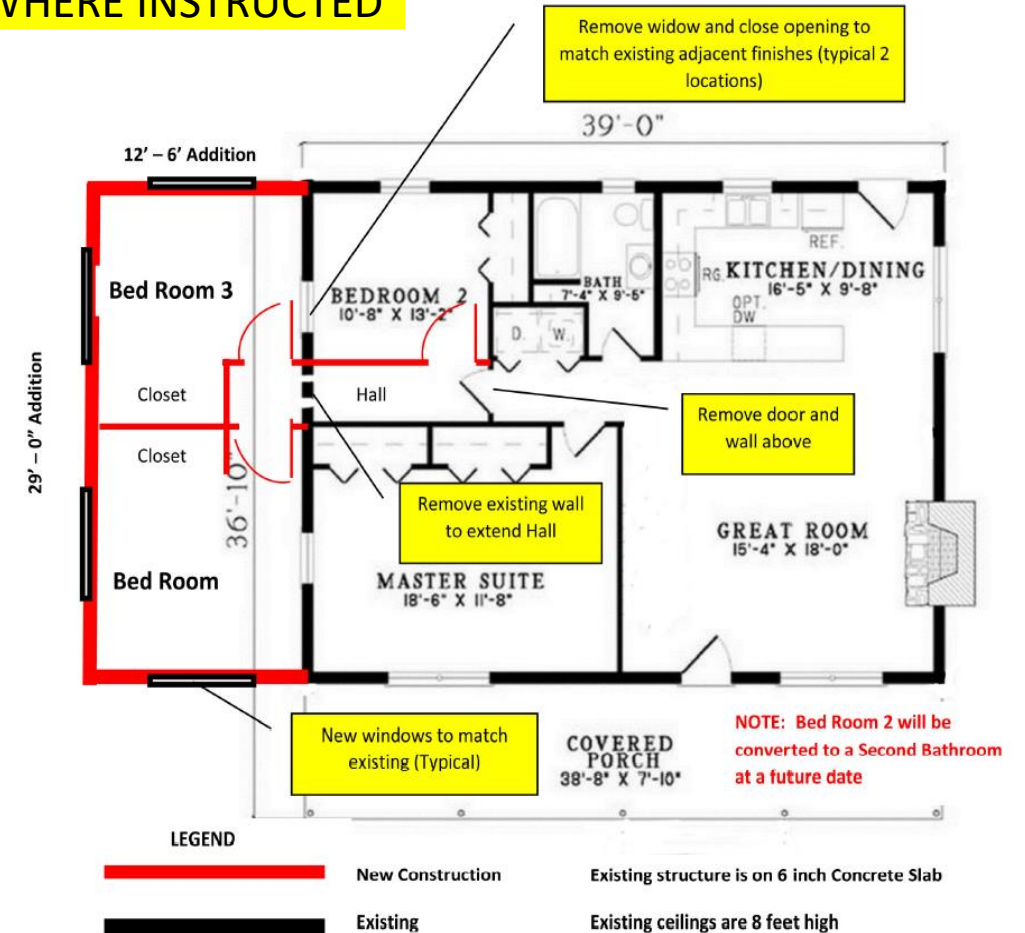 WHERE INSTRUCTED
Remove widow and close opening to
match existing adjacent finishes (typical 2
locations)
39'-0"
12' – 6' Addition
Bed Room 3
BEDROOM 2
10'-8" X 13'-2"
BATH
7'-4" X 9'-5"
REF.
RG.
KITCHEN/DINING
16'-5" X 9'-8"
OPT.
DW
D.
W.
Closet
Hall
29' – 0" Addition
Closet
Remove door and
wall above
36'-10"
Remove existing wall
to extend Hall
GREAT ROOM
15'-4" X 18'-0"
Bed Room
MASTER SUITE
18'-6" X 11'-8"
New windows to match
existing (Typical)
COVERED
PORCH
38'-8" X 7'-10"
NOTE: Bed Room 2 will be
converted to a Second Bathroom
at a future date
LEGEND
New Construction
Existing structure is on 6 inch Concrete Slab
Existing
Existing ceilings are 8 feet high